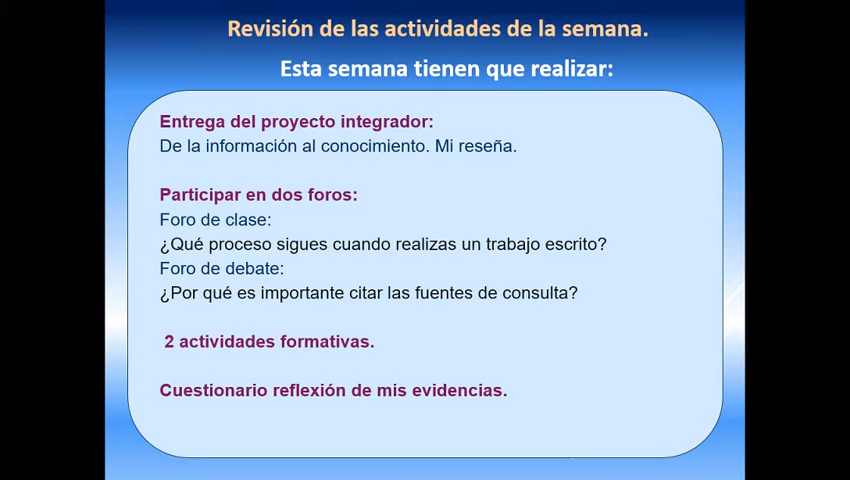 Revisión de las actividades de la semana.
Esta semana tienen que realizar:
Entrega del proyecto integrador:
De la información al conocimiento. Mi reseña.
Participar en dos foros:
Foro de clase:
¿Qué proceso sigues cuando realizas un trabajo escrito?
Foro de debate:
¿Por qué es importante citar las fuentes de consulta?
2 actividades formativas.
Cuestionario reflexión de mis evidencias.